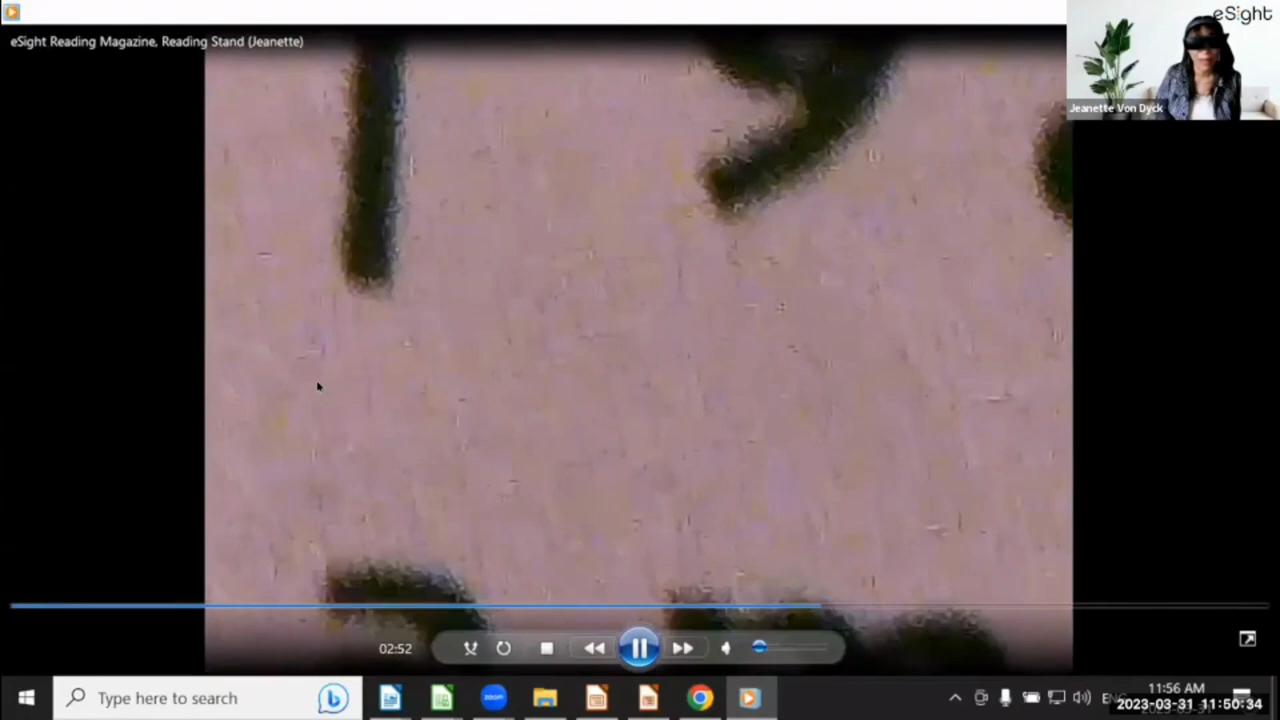 eSight Reading Magazine, Reading Stand (Jeanette)
eSight
Jeanette Von Dyck
02:52
Type here to search
zoom
11:56 AM
2023-03-31 11:50:34